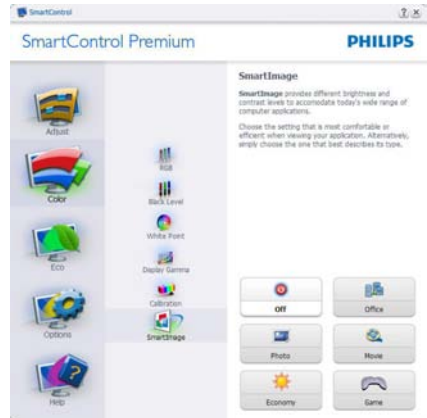 SmartControl
SmartControl Premium
PHILIPS
Adjust
Color
Eco
Options
Help
RGB
Black Level
White Point
Display Gamma
Calibration
SmartImage
SmartImage
SmartImage provides different brightness and
contrast levels to accomodate today's wide range of
computer applications.
Choose the setting that is most comfortable or
efficient when viewing your application. Alternatively,
simply choose the one that best describes its type.
Off
Office
Photo
Movie
Economy
Game